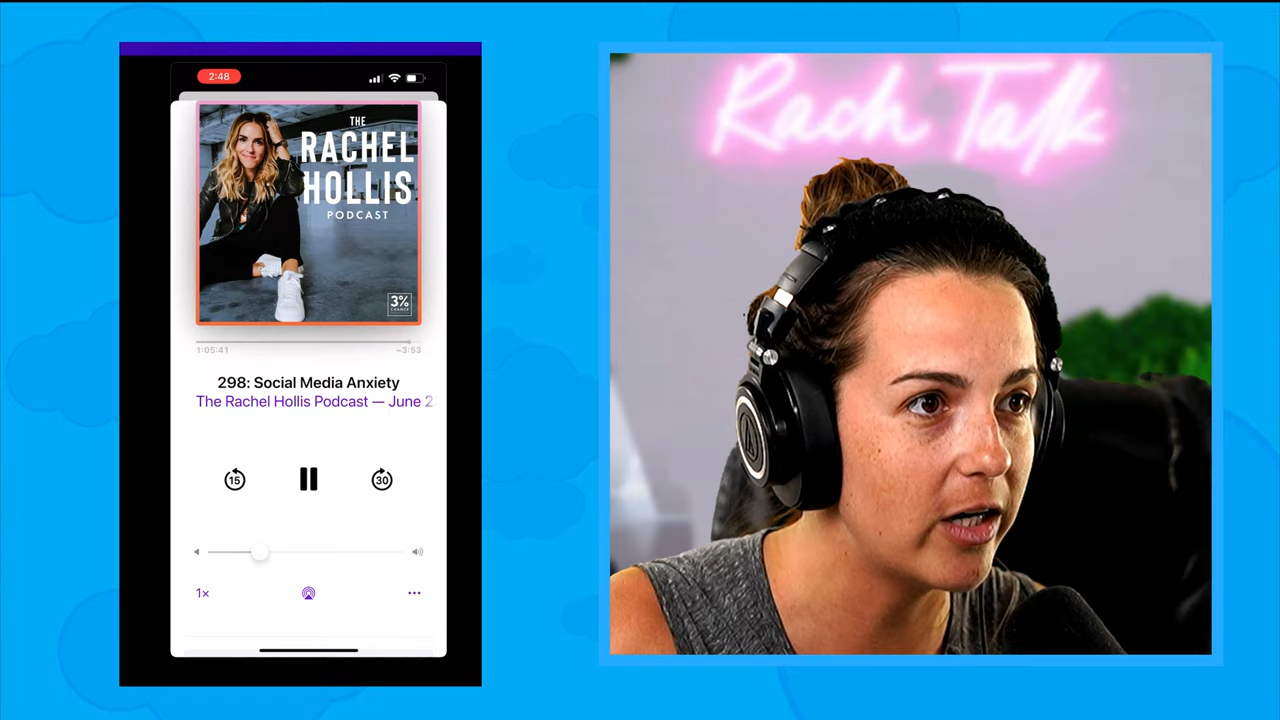 2:48
THE
RACHEL
HOLLIS
PODCAST
3%
CHANCE
1:05:41
-3:53
298: Social Media Anxiety
The Rachel Hollis Podcast — June 2
15
30
1×
Rach Talk